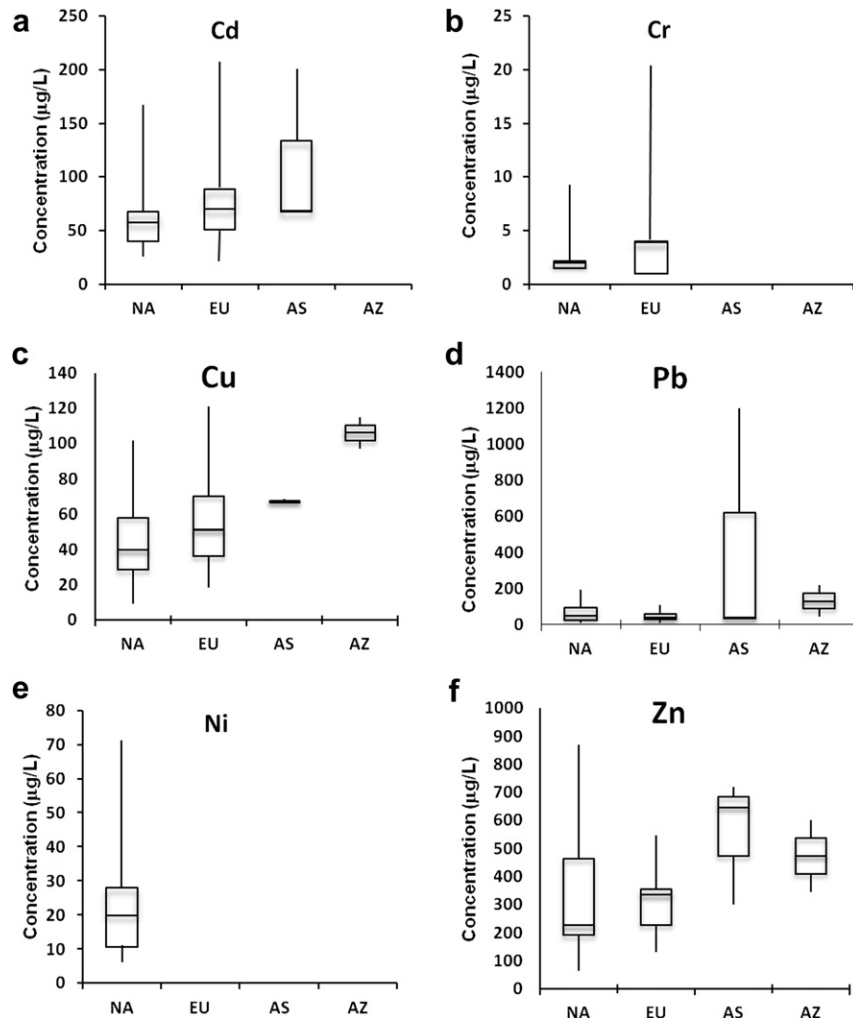 a
Cd
Concentration (µg/L)
250
200
150
100
50
0
NA EU AS AZ
b
Cr
Concentration (µg/L)
25
20
15
10
5
0
NA EU AS AZ
c
Cu
Concentration (µg/L)
140
120
100
80
60
40
20
0
NA EU AS AZ
d
Pb
Concentration (µg/L)
1400
1200
1000
800
600
400
200
0
NA EU AS AZ
e
Ni
Concentration (µg/L)
80
70
60
50
40
30
20
10
0
NA EU AS AZ
f
Zn
Concentration (µg/L)
1000
900
800
700
600
500
400
300
200
100
0
NA EU AS AZ